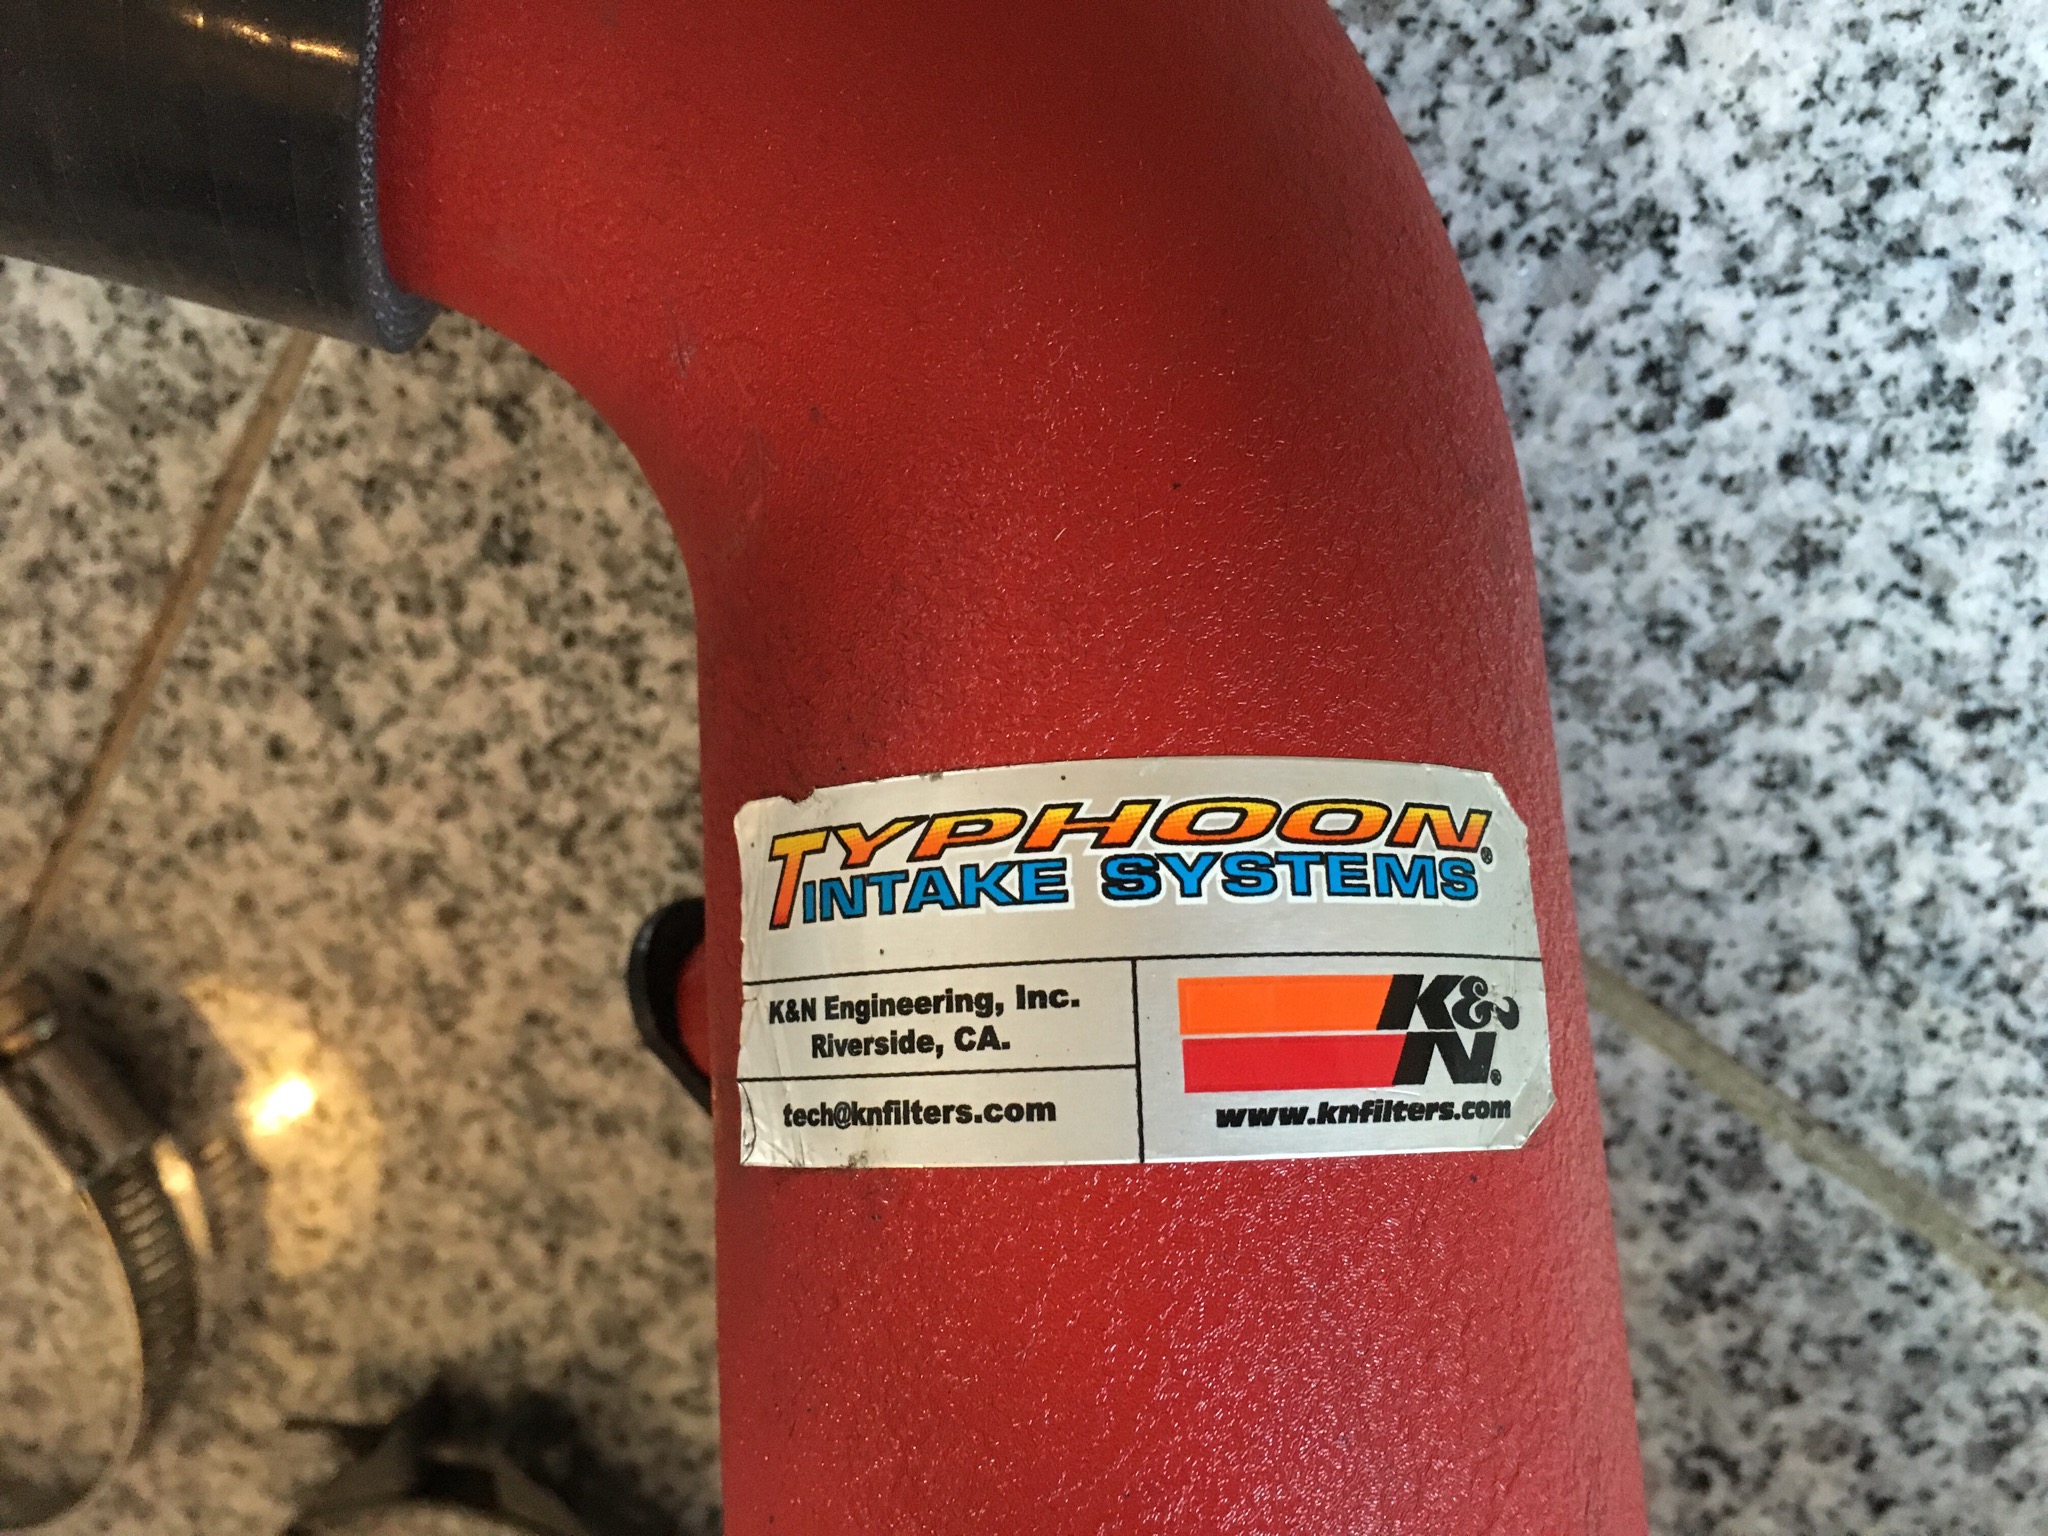 TYPHOON®
INTAKE SYSTEMS
K&N Engineering, Inc.
Riverside, CA.
tech@knfilters.com
K&N®
www.knfilters.com